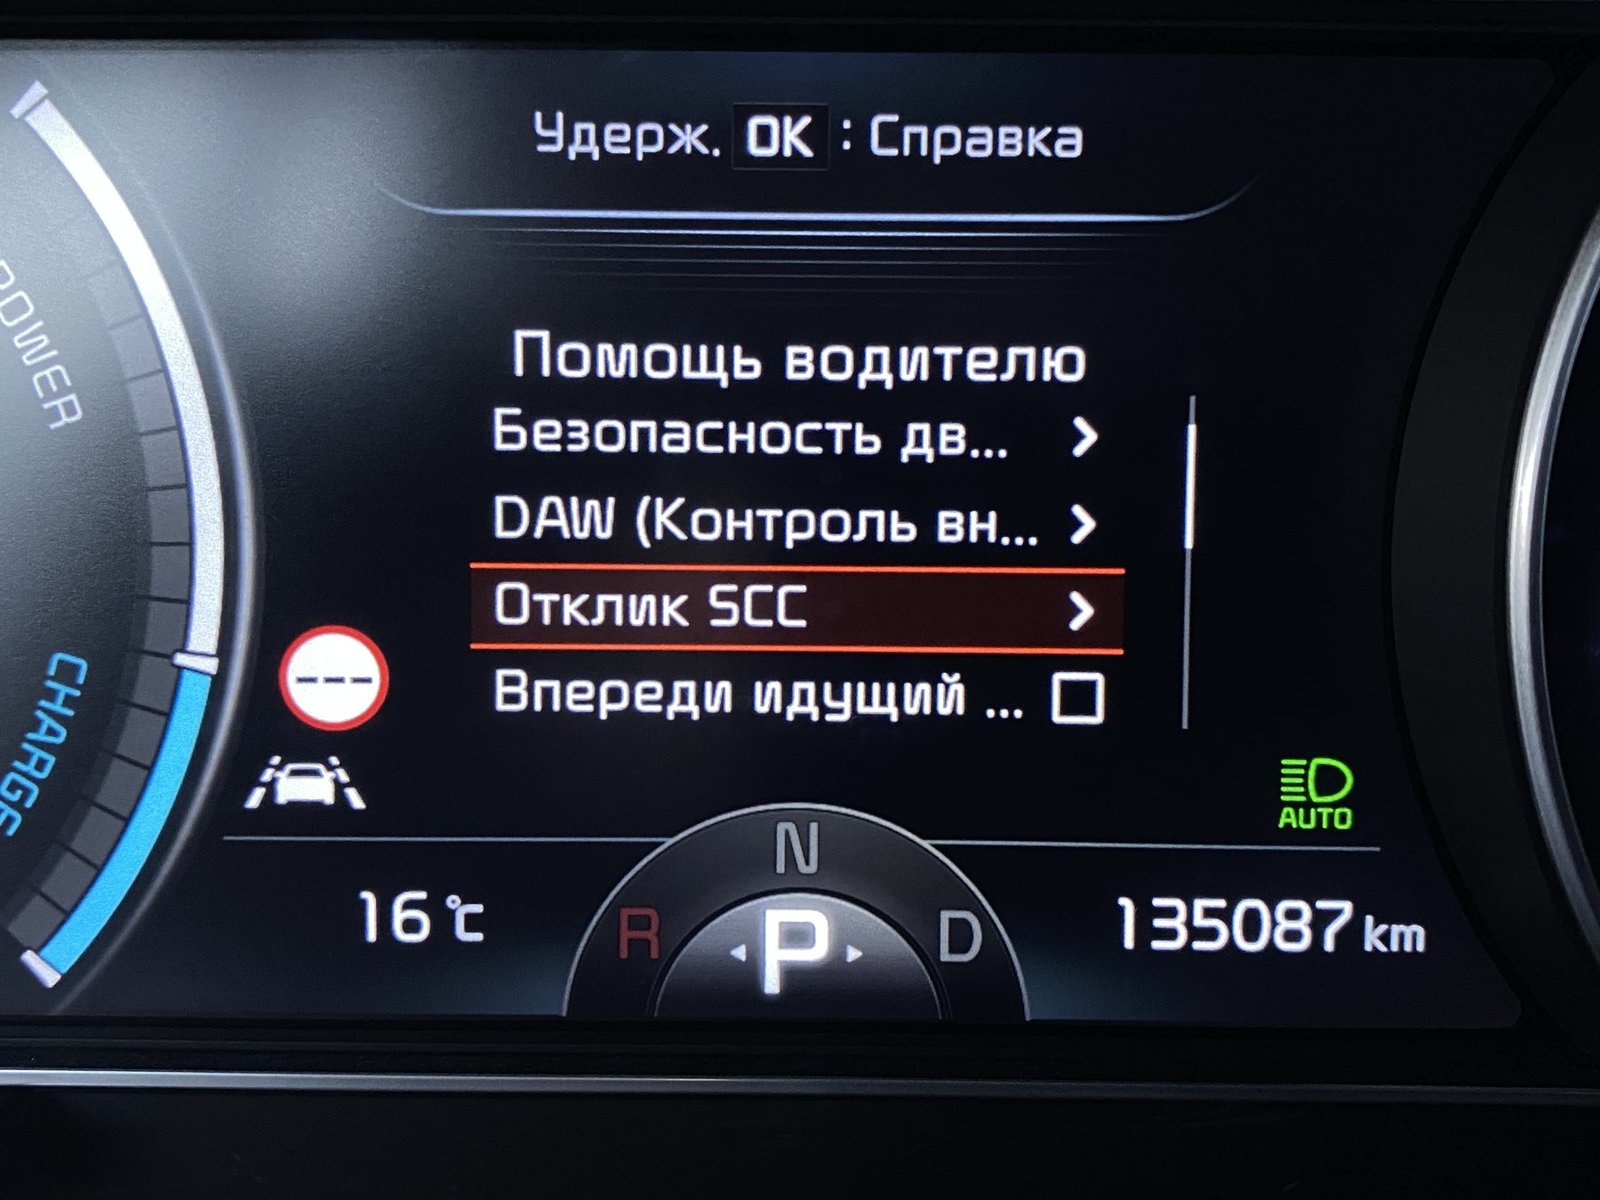 Удерж. OK : Справка
POWER
Помощь водителю
Безопасность дв... >
DAW (Контроль вн... >
Отклик SCC >
Впереди идущий ...
CHARGE
---
AUTO
N
16 °C
R
P
D
135087 km